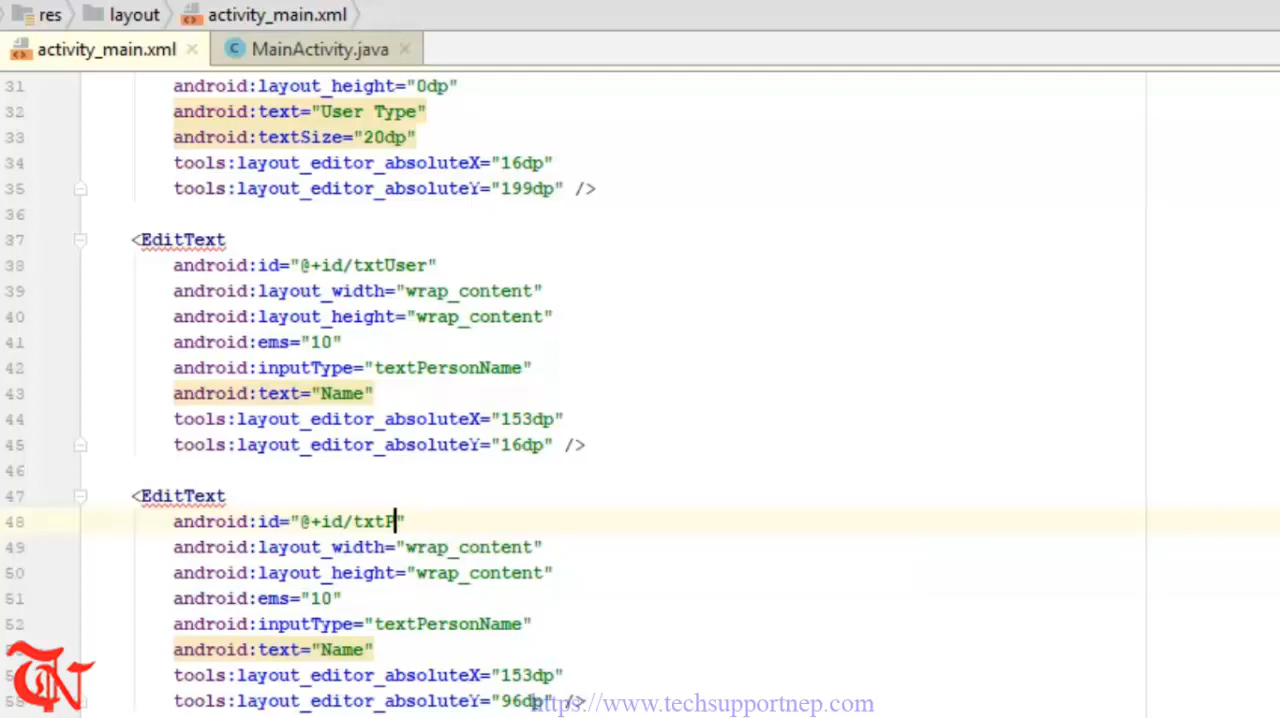 res layout activity_main.xml
activity_main.xml MainActivity.java
31 android:layout_height="0dp"
32 android:text="User Type"
33 android:textSize="20dp"
34 tools:layout_editor_absoluteX="16dp"
35 tools:layout_editor_absoluteY="199dp" />
36
37 <EditText
38 android:id="@+id/txtUser"
39 android:layout_width="wrap_content"
40 android:layout_height="wrap_content"
41 android:ems="10"
42 android:inputType="textPersonName"
43 android:text="Name"
44 tools:layout_editor_absoluteX="153dp"
45 tools:layout_editor_absoluteY="16dp" />
46
47 <EditText
48 android:id="@+id/txtP"
49 android:layout_width="wrap_content"
50 android:layout_height="wrap_content"
51 android:ems="10"
52 android:inputType="textPersonName"
android:text="Name"
tools:layout_editor_absoluteX="153dp"
tools:layout_editor_absoluteY="96dp" />
TN
https://www.techsupportnep.com